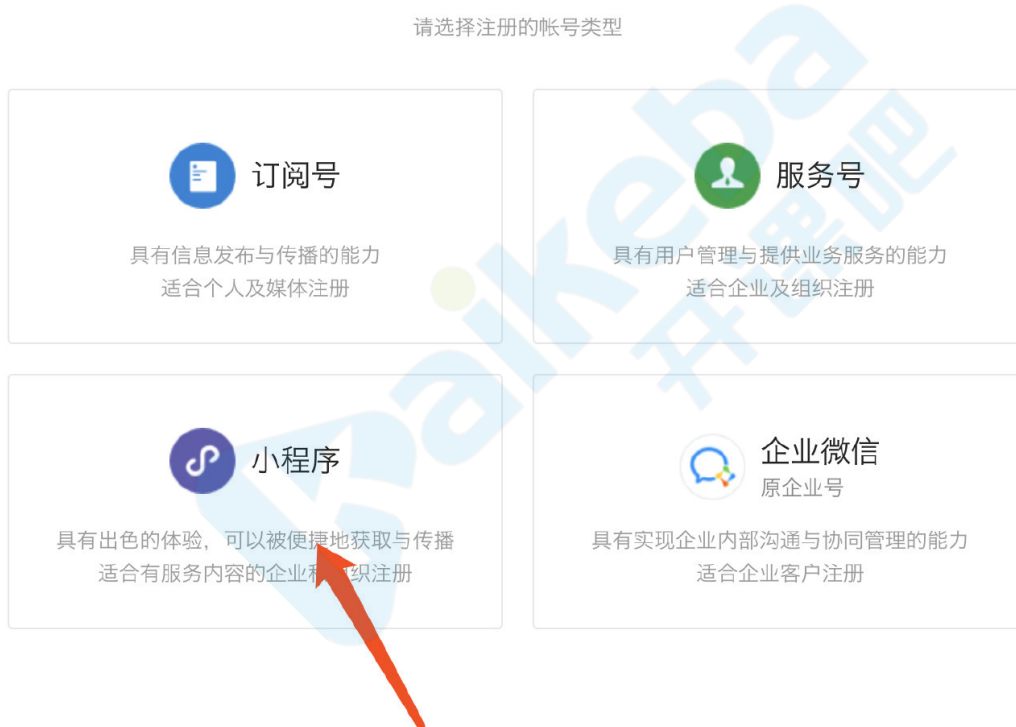 请选择注册的帐号类型
订阅号
具有信息发布与传播的能力
适合个人及媒体注册
服务号
具有用户管理与提供业务服务的能力
适合企业及组织注册
小程序
具有出色的体验，可以被便捷地获取与传播
适合有服务内容的企业和组织注册
企业微信
原企业号
具有实现企业内部沟通与协同管理的能力
适合企业客户注册
Kaikeba
开课吧